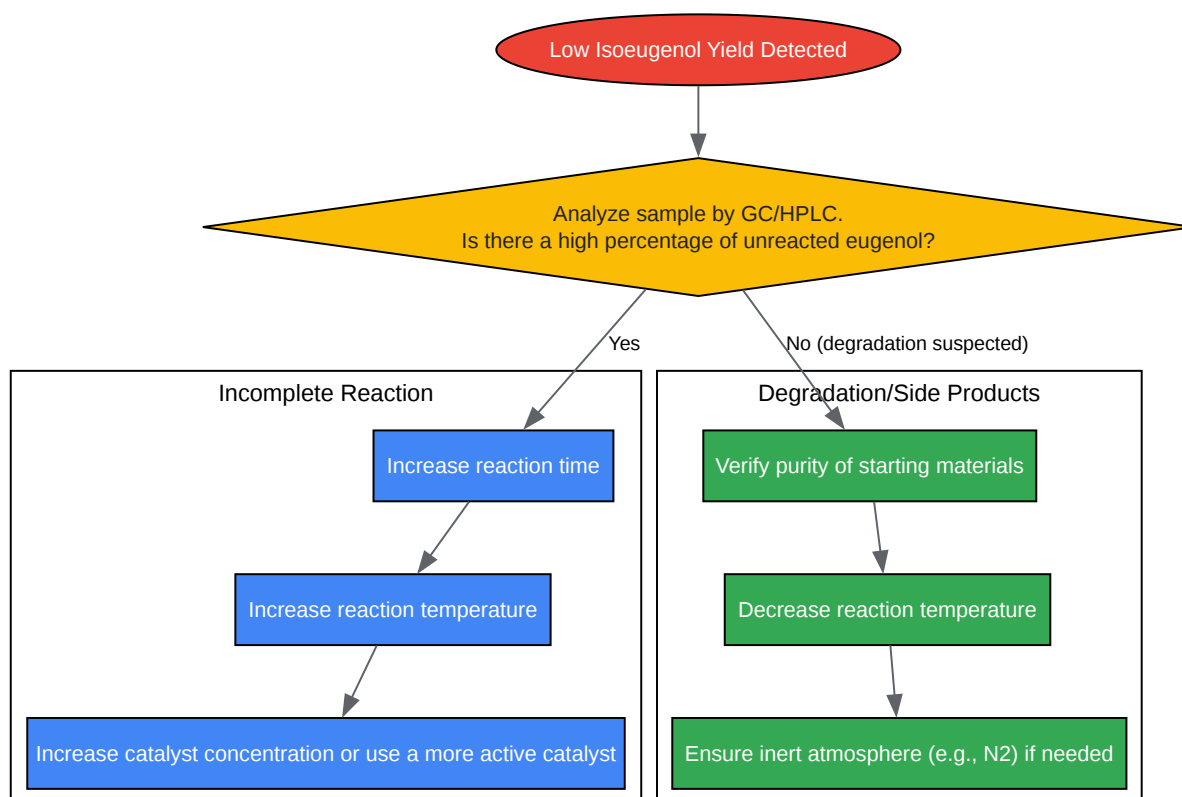 Low Isoeugenol Yield Detected
Analyze sample by GC/HPLC.
Is there a high percentage of unreacted eugenol?
Yes
No (degradation suspected)
Incomplete Reaction
Increase reaction time
Increase reaction temperature
Increase catalyst concentration or use a more active catalyst
Degradation/Side Products
Verify purity of starting materials
Decrease reaction temperature
Ensure inert atmosphere (e.g., N2) if needed